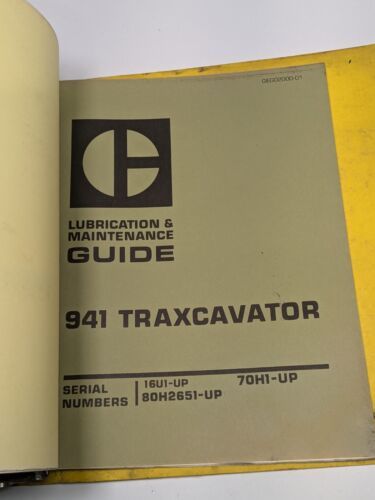 LUBRICATION &
MAINTENANCE
GUIDE
941 TRAXCAVATOR
SERIAL NUMBERS
16U1-UP 70H1-UP
80H2651-UP